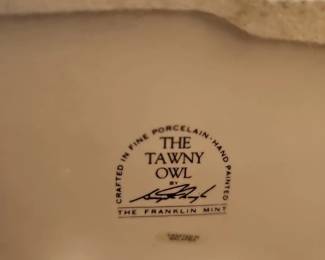 CRAFTED IN FINE PORCELAIN · HAND PAINTED
THE
TAWNY
OWL
BY
THE FRANKLIN MINT